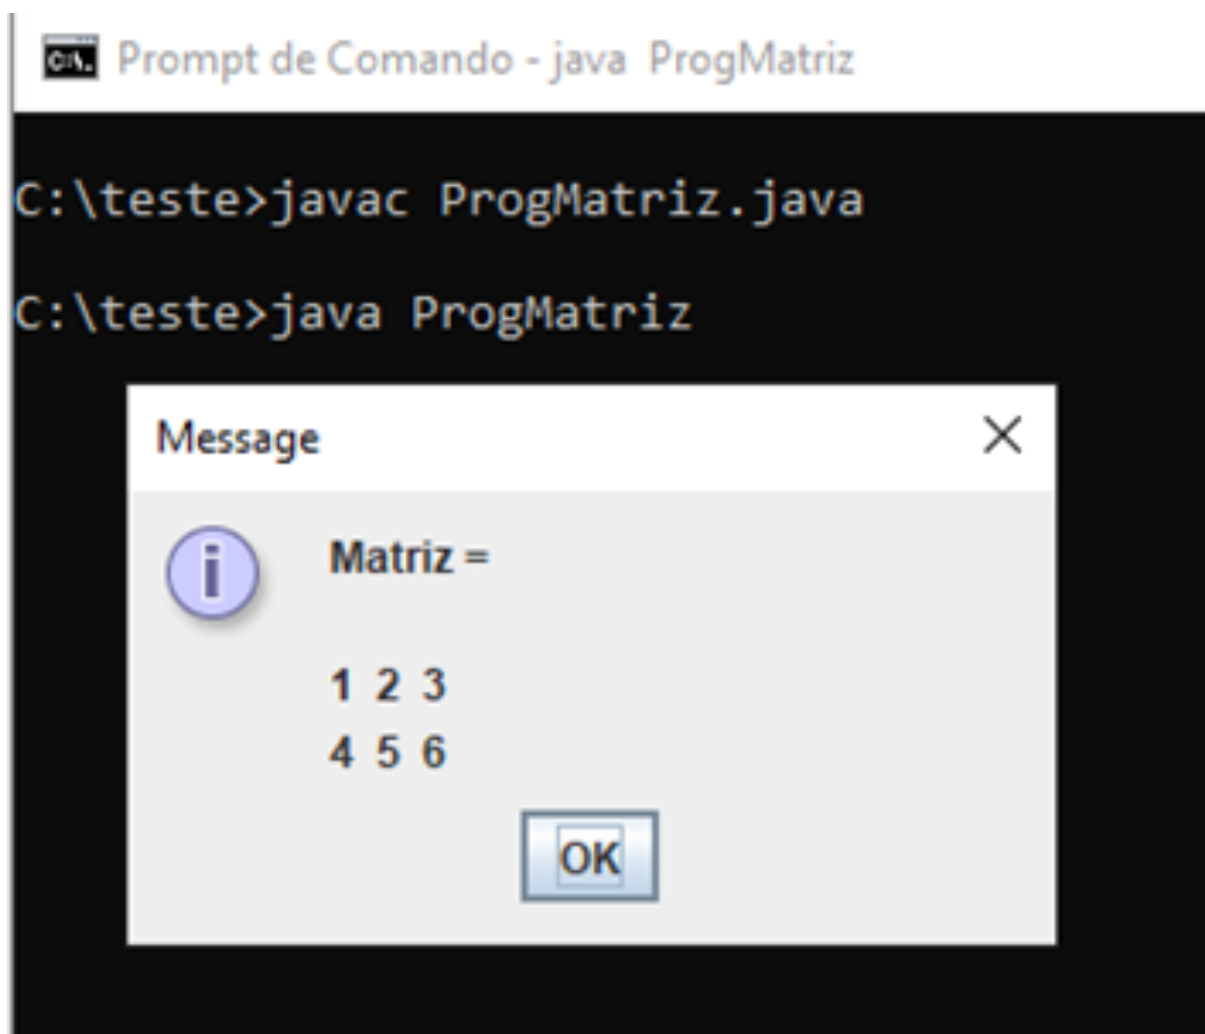 Prompt de Comando - java  ProgMatriz
C:\teste>javac ProgMatriz.java
C:\teste>java ProgMatriz
Message
Matriz =
1 2 3
4 5 6
OK